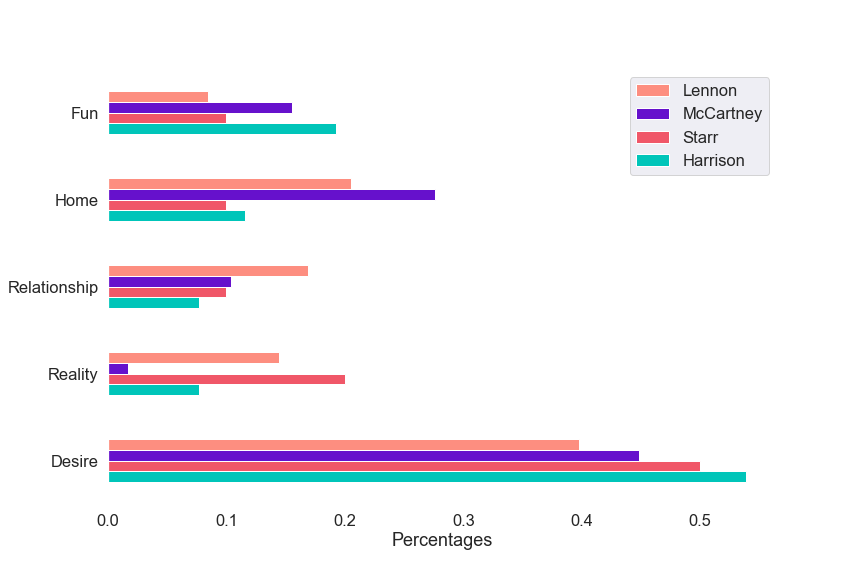 Lennon
McCartney
Starr
Harrison
Fun
Home
Relationship
Reality
Desire
0.0 0.1 0.2 0.3 0.4 0.5
Percentages